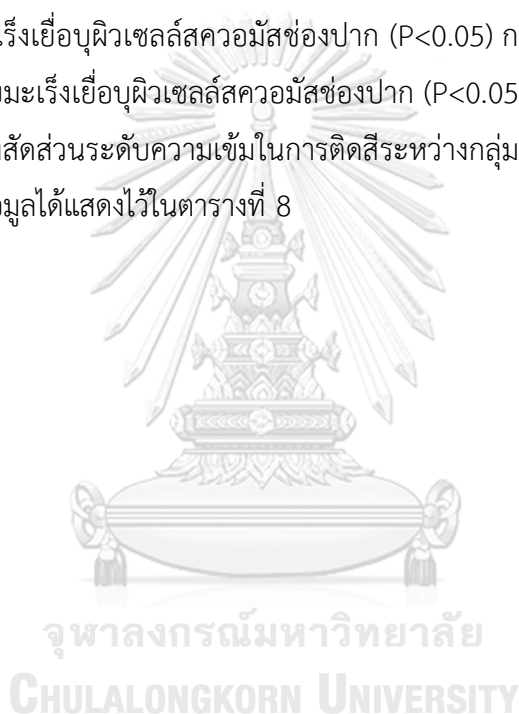 เร็งเยื่อบุผิวเซลล์สควอมัสช่องปาก (P<0.05) ก
มะเร็งเยื่อบุผิวเซลล์สควอมัสช่องปาก (P<0.05
สัดส่วนระดับความเข้มในการติดสีระหว่างกลุ่ม
มูลได้แสดงไว้ในตารางที่ 8
จุฬาลงกรณ์มหาวิทยาลัย
CHULALONGKORN UNIVERSITY